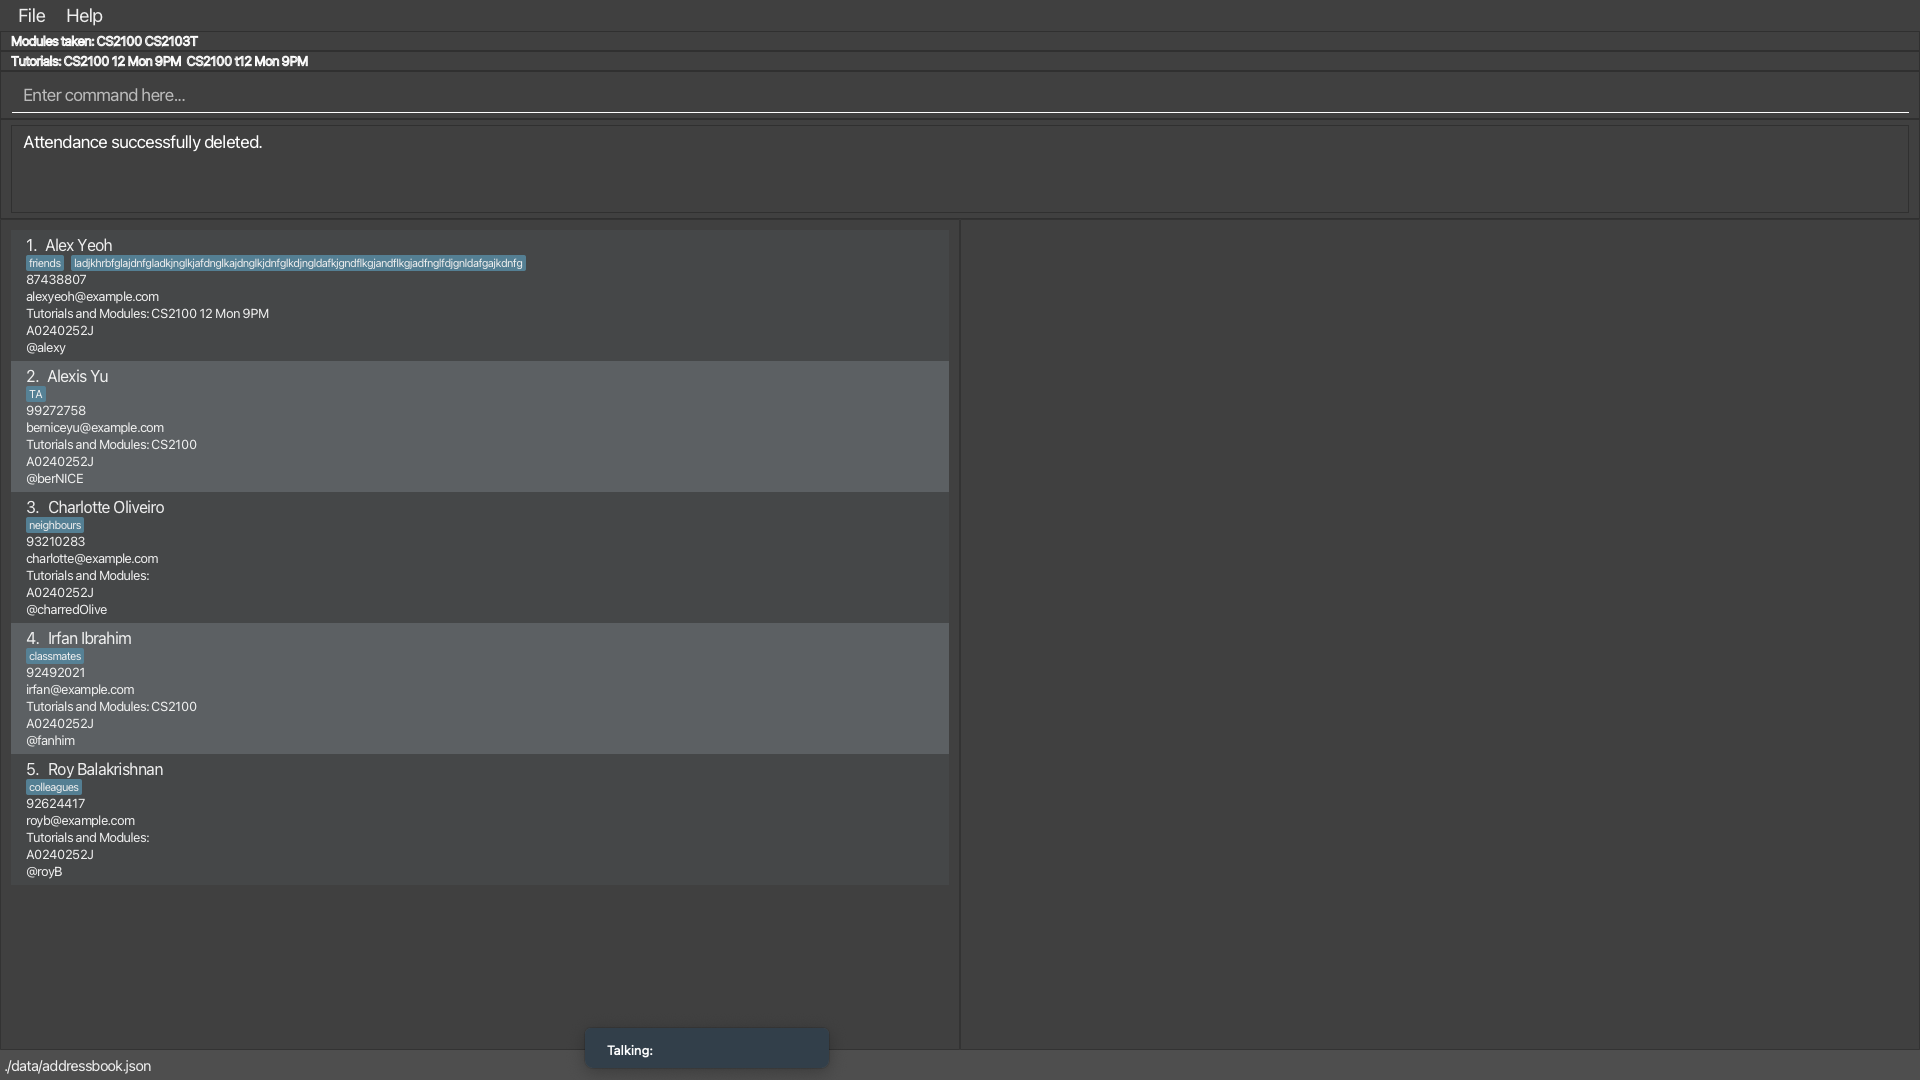 File Help
Modules taken: CS2100 CS2103T
Tutorials: CS2100 12 Mon 9PM CS2100 t12 Mon 9PM
Enter command here...
Attendance successfully deleted.
1. Alex Yeoh
friends ladjkhrbfglajdnfgladkjnglkjafdnglkajdnglkjdnfglkdjngldafkjgndflkgjandflkgjadfnglfdjgnldafgajkdnfg
87438807
alexyeoh@example.com
Tutorials and Modules: CS2100 12 Mon 9PM
A0240252J
@alexy
2. Alexis Yu
TA
99272758
berniceyu@example.com
Tutorials and Modules: CS2100
A0240252J
@berNICE
3. Charlotte Oliveiro
neighbours
93210283
charlotte@example.com
Tutorials and Modules:
A0240252J
@charredOlive
4. Irfan Ibrahim
classmates
92492021
irfan@example.com
Tutorials and Modules: CS2100
A0240252J
@fanhim
5. Roy Balakrishnan
colleagues
92624417
royb@example.com
Tutorials and Modules:
A0240252J
@royB
Talking:
./data/addressbook.json